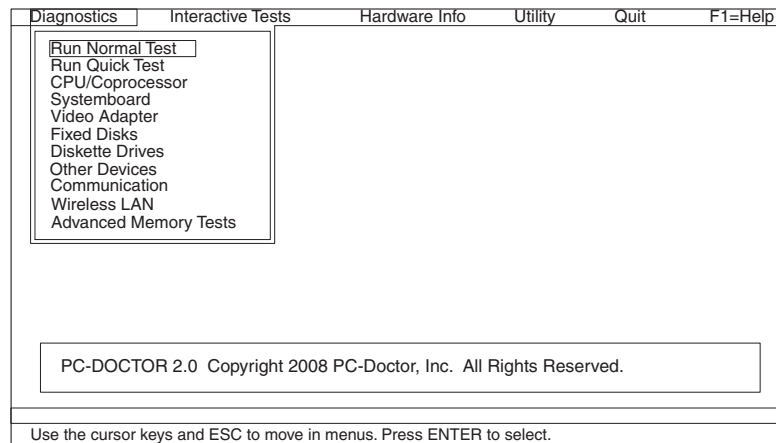 Diagnostics Interactive Tests Hardware Info Utility Quit F1=Help
Run Normal Test
Run Quick Test
CPU/Coprocessor
Systemboard
Video Adapter
Fixed Disks
Diskette Drives
Other Devices
Communication
Wireless LAN
Advanced Memory Tests
PC-DOCTOR 2.0 Copyright 2008 PC-Doctor, Inc. All Rights Reserved.
Use the cursor keys and ESC to move in menus. Press ENTER to select.